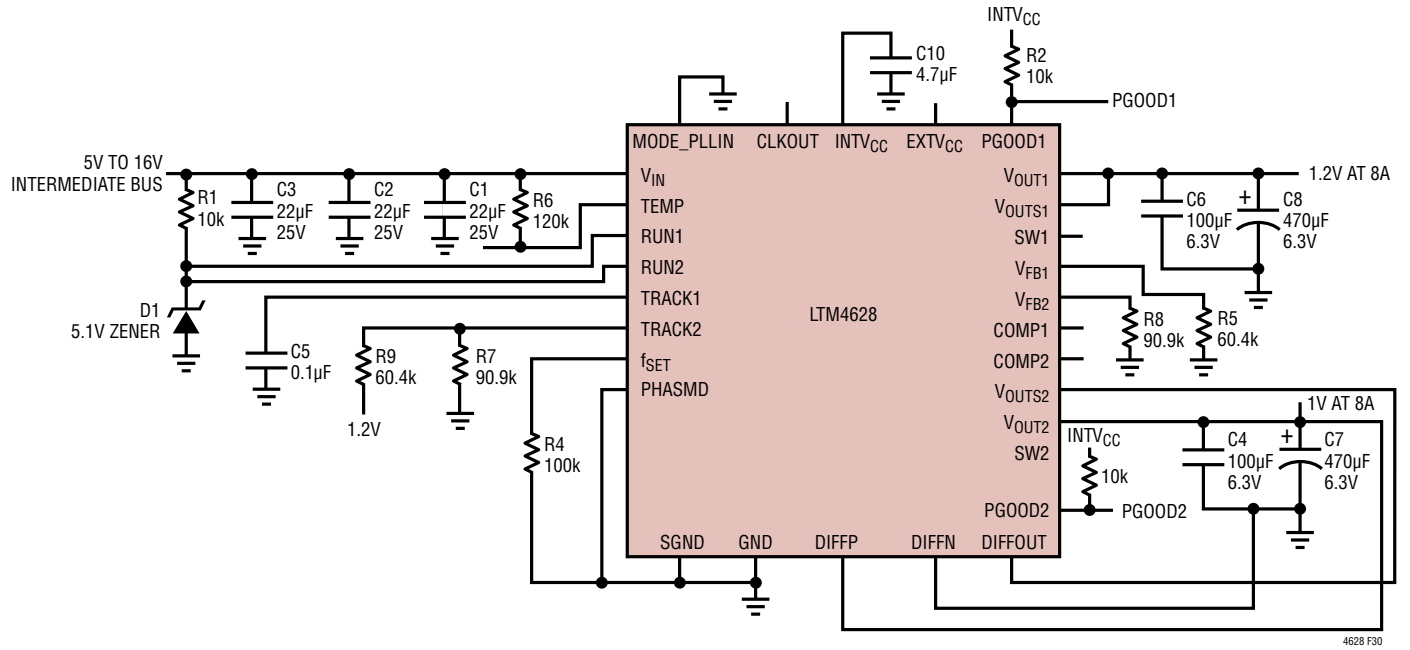 INTVCC
R2
10k
PGOOD1
C10
4.7µF
MODE_PLLIN
CLKOUT
INTVCC
EXTVCC
PGOOD1
5V TO 16V
INTERMEDIATE BUS
R1
10k
C3
22µF
25V
C2
22µF
25V
C1
22µF
25V
R6
120k
VIN
TEMP
RUN1
RUN2
TRACK1
TRACK2
fSET
PHASMD
D1
5.1V ZENER
C5
0.1µF
R9
60.4k
1.2V
R7
90.9k
R4
100k
LTM4628
VOUT1
VOUTS1
SW1
VFB1
VFB2
COMP1
COMP2
VOUTS2
VOUT2
SW2
PGOOD2
1.2V AT 8A
C6
100µF
6.3V
+
C8
470µF
6.3V
R8
90.9k
R5
60.4k
1V AT 8A
INTVCC
10k
PGOOD2
C4
100µF
6.3V
+
C7
470µF
6.3V
SGND
GND
DIFFP
DIFFN
DIFFOUT
4628 F30